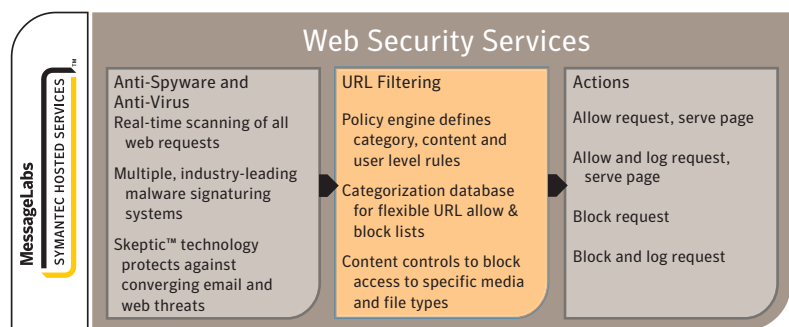 MessageLabs
SYMANTEC HOSTED SERVICES™
Web Security Services
Anti-Spyware and
Anti-Virus
Real-time scanning of all
web requests
Multiple, industry-leading
malware signaturing
systems
Skeptic™ technology
protects against
converging email and
web threats
URL Filtering
Policy engine defines
category, content and
user level rules
Categorization database
for flexible URL allow &
block lists
Content controls to block
access to specific media
and file types
Actions
Allow request, serve page
Allow and log request,
serve page
Block request
Block and log request